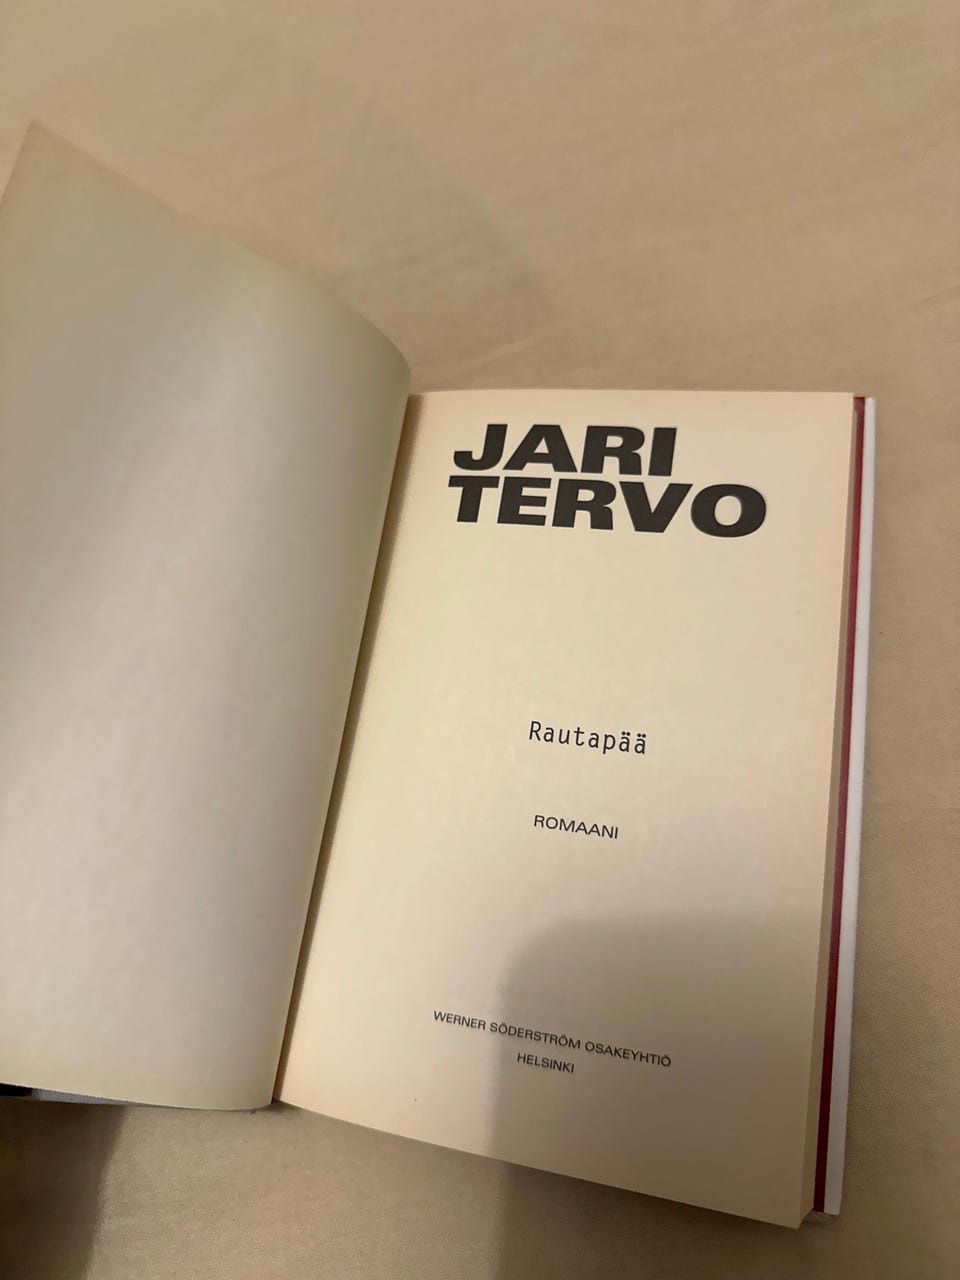 JARI
TERVO
Rautapää
ROMAANI
WERNER SÖDERSTRÖM OSAKEYHTIÖ
HELSINKI